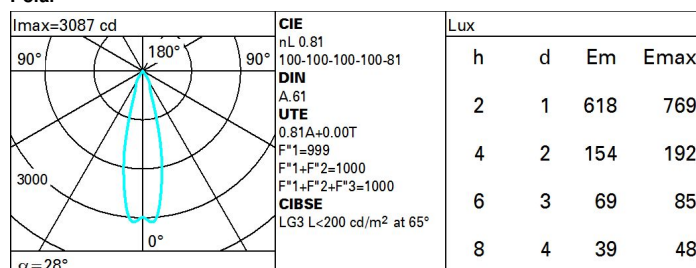 Imax=3087 cd
90°
180°
90°
3000
0°
α=28°
CIE
nL 0.81
100-100-100-100-81
DIN
A.61
UTE
0.81A+0.00T
F"1=999
F"1+F"2=1000
F"1+F"2+F"3=1000
CIBSE
LG3 L<200 cd/m² at 65°
Lux
h d Em Emax
2 1 618 769
4 2 154 192
6 3 69 85
8 4 39 48